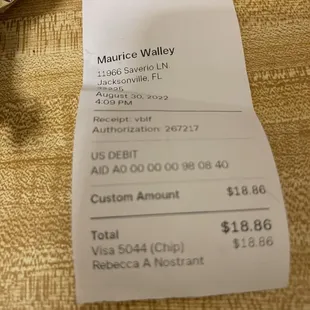 Maurice Walley
11966 Saverio LN
Jacksonville, FL
August 30, 2022
4:09 PM
Receipt: vblf
Authorization: 267217
US DEBIT
AID A0 00 00 00 98 08 40
Custom Amount $18.86
Total $18.86
Visa 5044 (Chip) $18.86
Rebecca A Nostrant